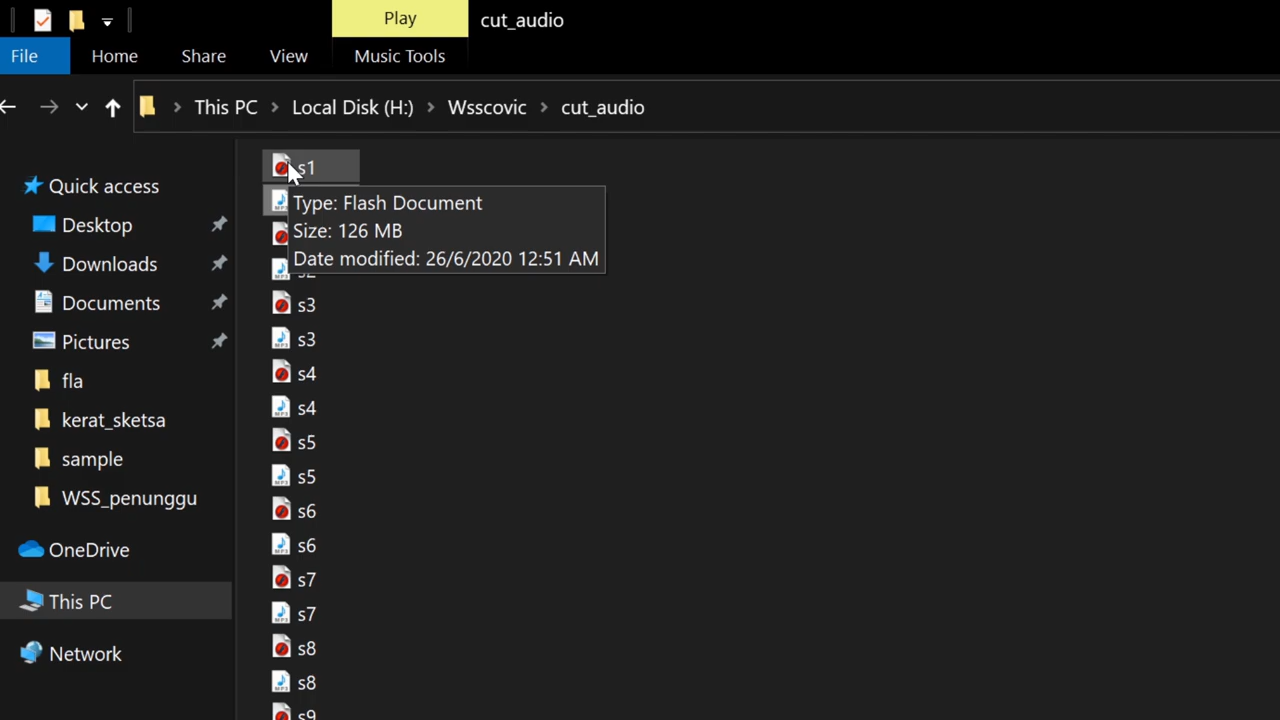 Play
cut_audio
File
Home
Share
View
Music Tools
This PC
Local Disk (H:)
Wsscovic
cut_audio
Quick access
Desktop
Downloads
Documents
Pictures
fla
kerat_sketsa
sample
WSS_penunggu
OneDrive
This PC
Network
s1
Type: Flash Document
Size: 126 MB
Date modified: 26/6/2020 12:51 AM
s2
s3
s3
s4
s4
s5
s5
s6
s6
s7
s7
s8
s8
s9